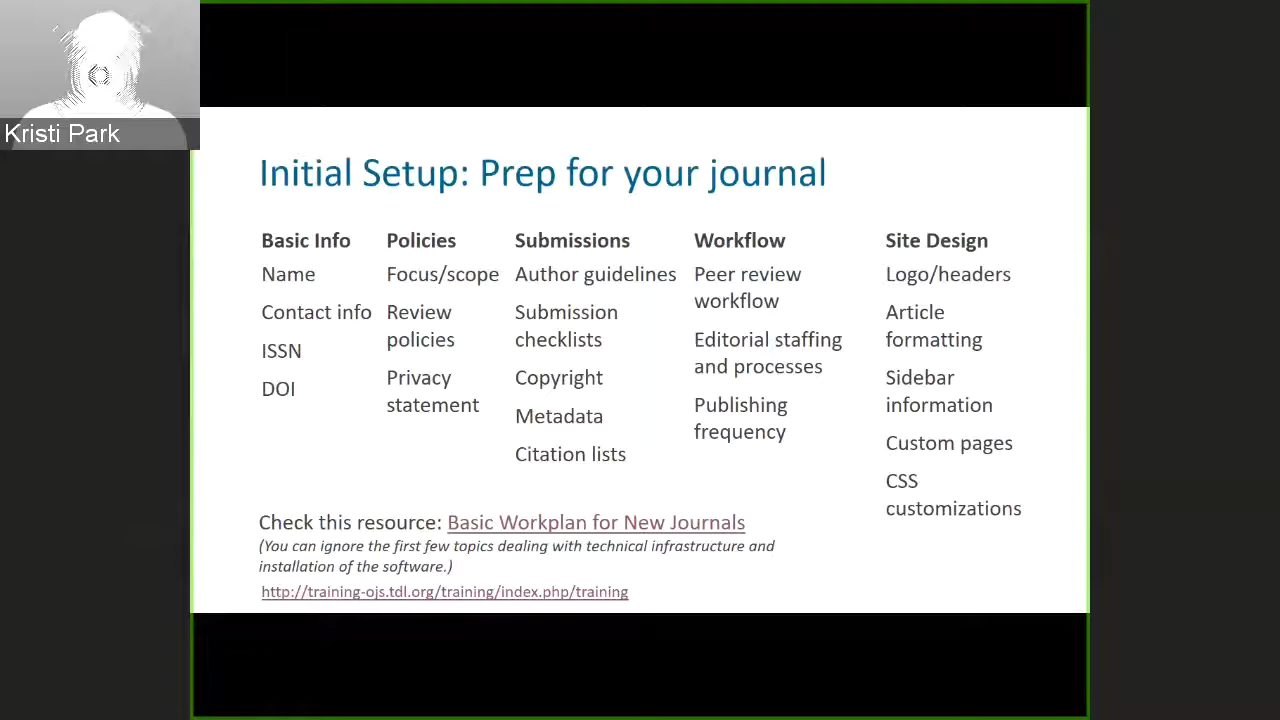 Kristi Park
Initial Setup: Prep for your journal
Basic Info
Name
Contact info
ISSN
DOI
Policies
Focus/scope
Review
policies
Privacy
statement
Submissions
Author guidelines
Submission
checklists
Copyright
Metadata
Citation lists
Workflow
Peer review
workflow
Editorial staffing
and processes
Publishing
frequency
Site Design
Logo/headers
Article
formatting
Sidebar
information
Custom pages
CSS
customizations
Check this resource: Basic Workplan for New Journals
(You can ignore the first few topics dealing with technical infrastructure and
installation of the software.)
http://training-ojs.tdl.org/training/index.php/training